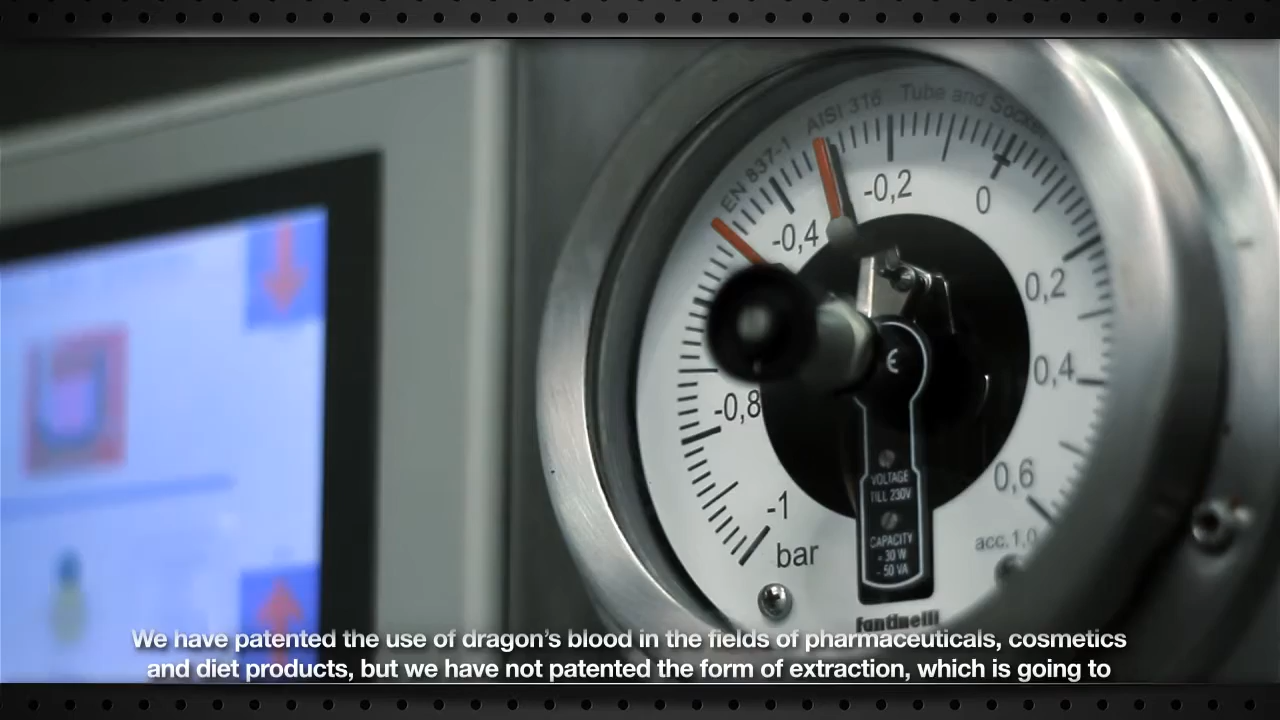 EN 837-1 AISI 316 Tube and Socket
-0,4
-0,2
0
0,2
0,4
0,6
-0,8
-1
bar
acc.1,0
CE
VOLTAGE
TILL 230V
CAPACITY
- 30 W
- 50 VA
fantinelli
We have patented the use of dragon's blood in the fields of pharmaceuticals, cosmetics
and diet products, but we have not patented the form of extraction, which is going to